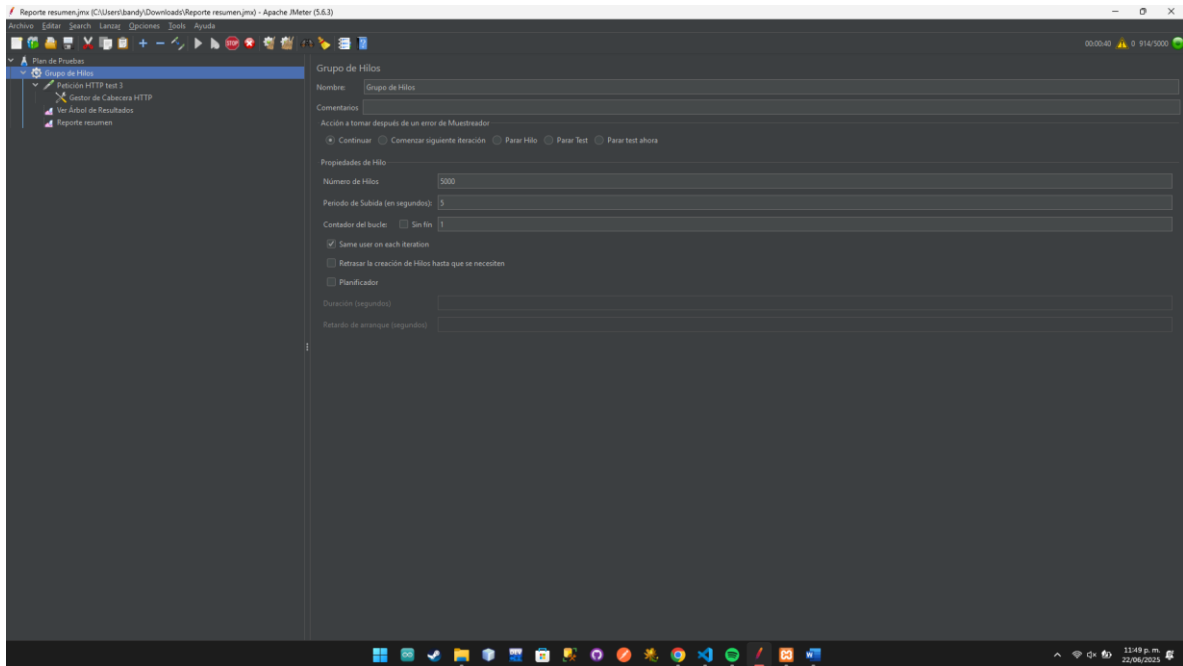 Reporte resumen.jmx (C:\Users\bandy\Downloads\Reporte resumen.jmx) - Apache JMeter (5.6.3)
Archivo Editar Search Lanzar Opciones Tools Ayuda
STOP 00:00:40 0 914/5000
Plan de Pruebas
Grupo de Hilos
Petición HTTP test 3
Gestor de Cabecera HTTP
Ver Árbol de Resultados
Reporte resumen
Grupo de Hilos
Nombre: Grupo de Hilos
Comentarios
Acción a tomar después de un error de Muestreador
Continuar Comenzar siguiente iteración Parar Hilo Parar Test Parar test ahora
Propiedades de Hilo
Número de Hilos 5000
Periodo de Subida (en segundos): 5
Contador del bucle: Sin fín 1
Same user on each iteration
Retrasar la creación de Hilos hasta que se necesiten
Planificador
Duración (segundos)
Retardo de arranque (segundos)
11:49 p. m.
22/06/2025